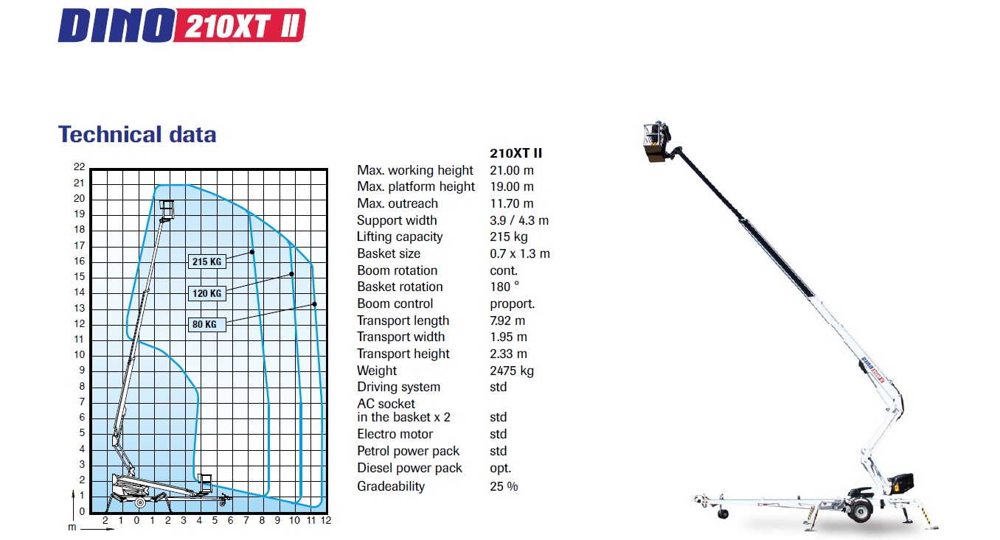 DINO 210XT II
Technical data
22
21
20
19
18
17
16
15
14
13
12
11
10
9
8
7
6
5
4
3
2
1
0
m
2 1 0 1 2 3 4 5 6 7 8 9 10 11 12
215 KG
120 KG
80 KG
210XT II
Max. working height 21.00 m
Max. platform height 19.00 m
Max. outreach 11.70 m
Support width 3.9 / 4.3 m
Lifting capacity 215 kg
Basket size 0.7 x 1.3 m
Boom rotation cont.
Basket rotation 180 °
Boom control proport.
Transport length 7.92 m
Transport width 1.95 m
Transport height 2.33 m
Weight 2475 kg
Driving system std
AC socket
in the basket x 2 std
Electro motor std
Petrol power pack std
Diesel power pack opt.
Gradeability 25 %
DINO